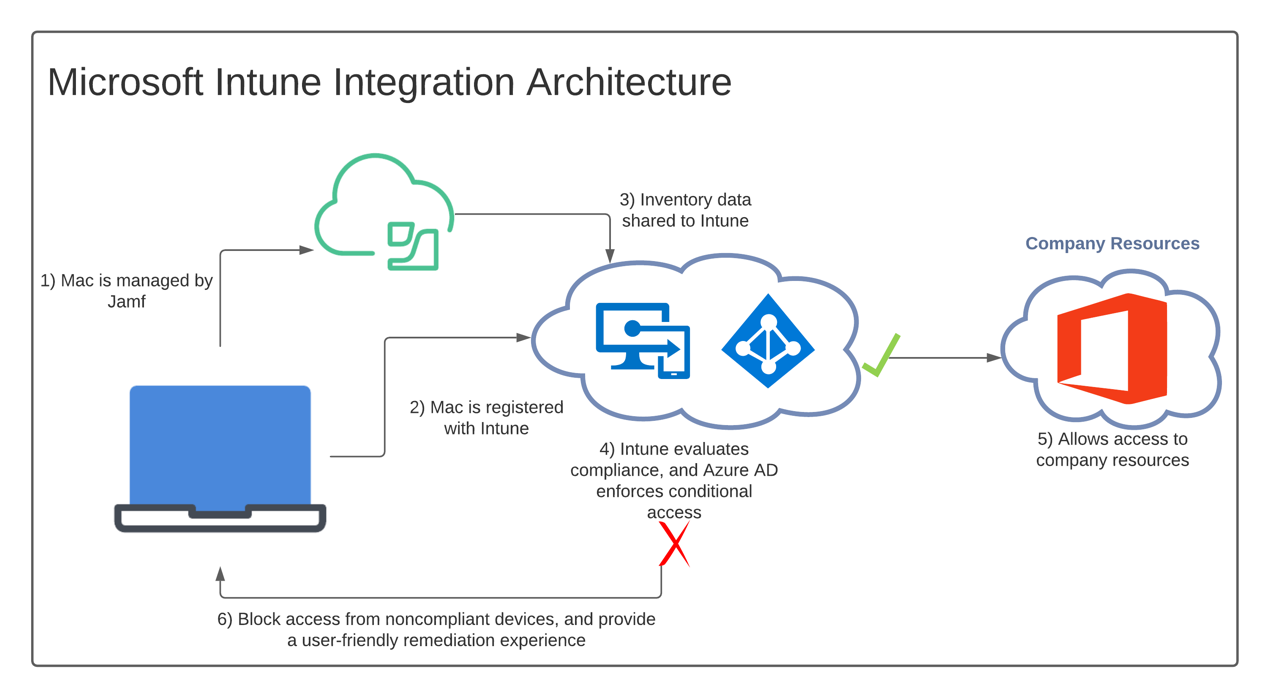 Microsoft Intune Integration Architecture
1) Mac is managed by
Jamf
2) Mac is registered
with Intune
3) Inventory data
shared to Intune
4) Intune evaluates
compliance, and Azure AD
enforces conditional
access
Company Resources
5) Allows access to
company resources
6) Block access from noncompliant devices, and provide
a user-friendly remediation experience